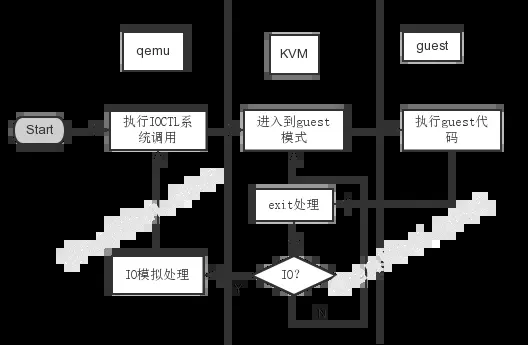 qemu
KVM
guest
Start
执行IOCTL系
统调用
进入到guest
模式
执行guest代
码
exit处理
IO模拟处理
IO?